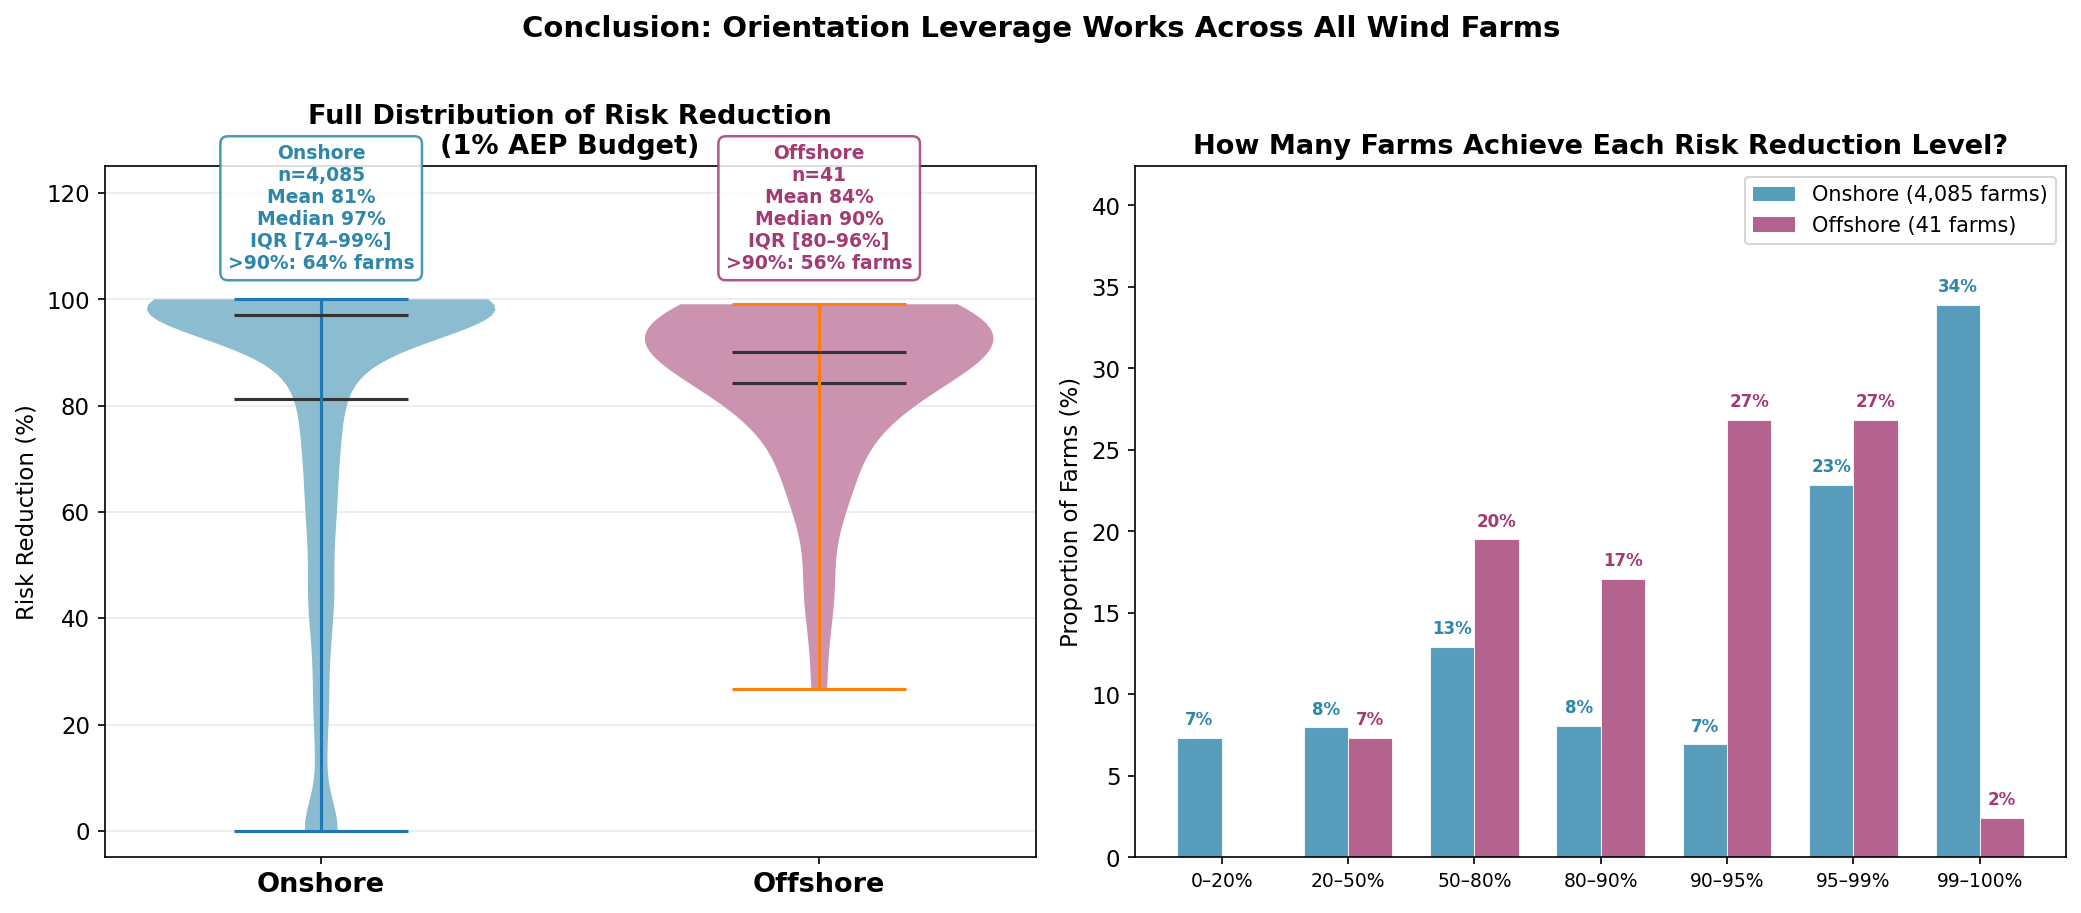 Conclusion: Orientation Leverage Works Across All Wind Farms
Full Distribution of Risk Reduction
(1% AEP Budget)
Onshore
n=4,085
Mean 81%
Median 97%
IQR [74–99%]
>90%: 64% farms
Offshore
n=41
Mean 84%
Median 90%
IQR [80–96%]
>90%: 56% farms
Risk Reduction (%)
120
100
80
60
40
20
0
Onshore
Offshore
How Many Farms Achieve Each Risk Reduction Level?
Onshore (4,085 farms)
Offshore (41 farms)
Proportion of Farms (%)
40
35
30
25
20
15
10
5
0
7%
8%
7%
13%
20%
8%
17%
7%
27%
23%
27%
34%
2%
0–20%
20–50%
50–80%
80–90%
90–95%
95–99%
99–100%